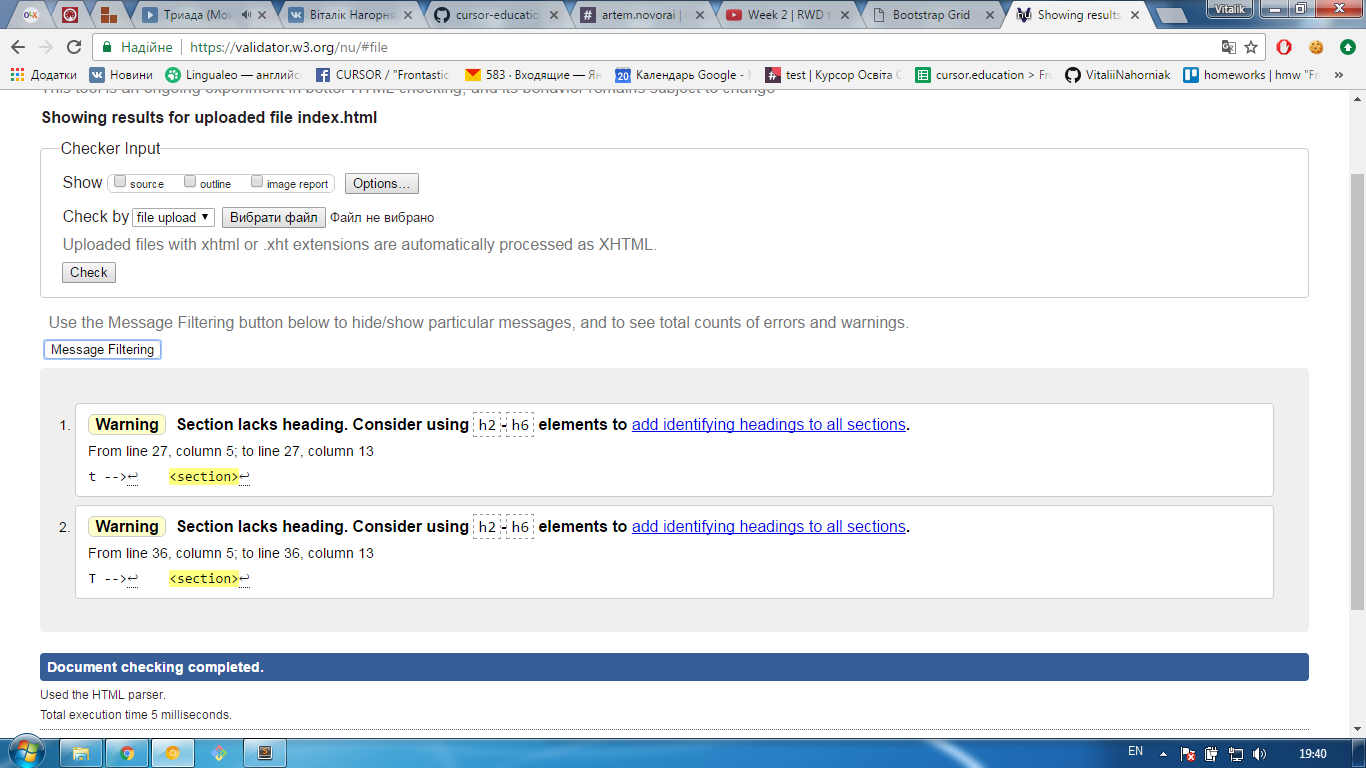 Триада (Мон
Віталік Нагорня
cursor-education
artem.novorai |
Week 2 | RWD t
Bootstrap Grid
Showing results
Vitalik
Надійне
https://validator.w3.org/nu/#file
Додатки
Новини
Lingualeo — английс
CURSOR / "Frontastic
583 · Входящие — Ян
20 Календарь Google -
test | Курсор Освіта
cursor.education > Fr
VitaliiNahorniak
homeworks | hmw "Fr
»
This tool is an ongoing experiment in better HTML checking, and its behavior remains subject to change
Showing results for uploaded file index.html
Checker Input
Show source outline image report Options...
Check by file upload Вибрати файл Файл не вибрано
Uploaded files with xhtml or .xht extensions are automatically processed as XHTML.
Check
Use the Message Filtering button below to hide/show particular messages, and to see total counts of errors and warnings.
Message Filtering
1. Warning Section lacks heading. Consider using h2-h6 elements to add identifying headings to all sections.
From line 27, column 5; to line 27, column 13
t -->↩ <section>↩
2. Warning Section lacks heading. Consider using h2-h6 elements to add identifying headings to all sections.
From line 36, column 5; to line 36, column 13
T -->↩ <section>↩
Document checking completed.
Used the HTML parser.
Total execution time 5 milliseconds.
EN
19:40